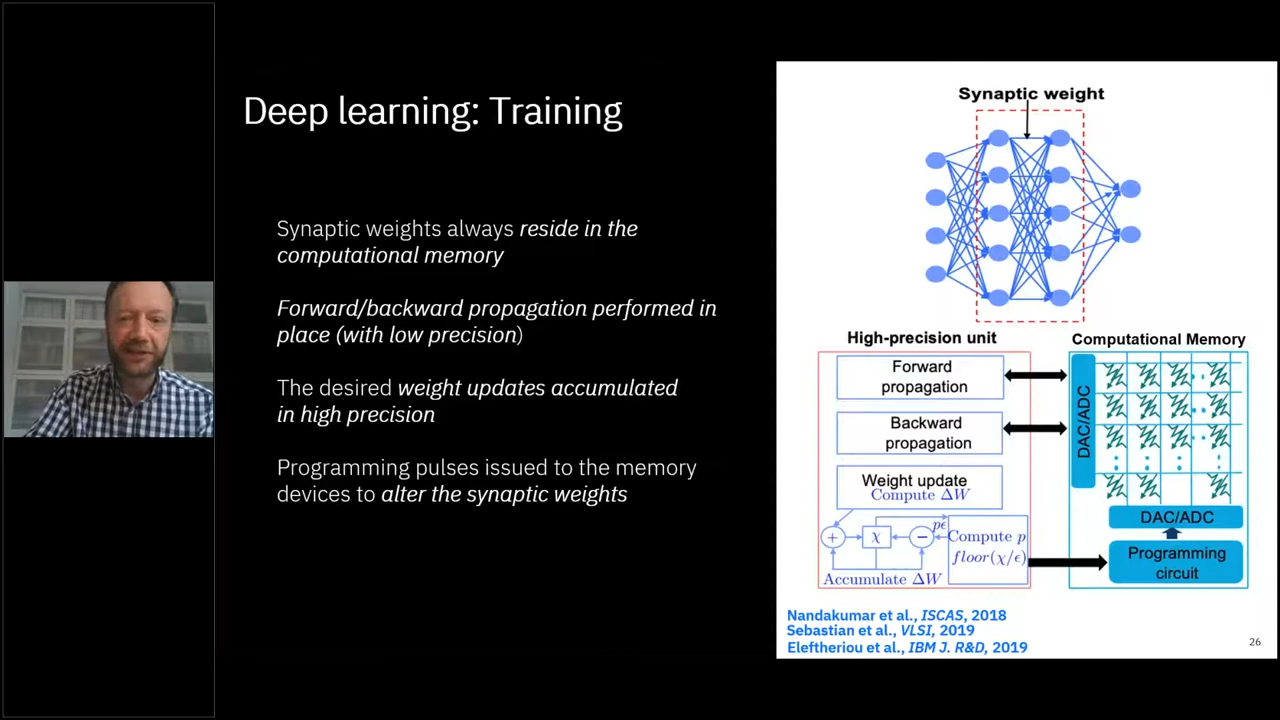 Deep learning: Training
Synaptic weights always reside in the
computational memory
Forward/backward propagation performed in
place (with low precision)
The desired weight updates accumulated
in high precision
Programming pulses issued to the memory
devices to alter the synaptic weights
Synaptic weight
High-precision unit
Computational Memory
Forward
propagation
Backward
propagation
Weight update
Compute ΔW
+
χ
−
pϵ
Compute p
floor(χ/ϵ)
Accumulate ΔW
DAC/ADC
DAC/ADC
Programming
circuit
Nandakumar et al., ISCAS, 2018
Sebastian et al., VLSI, 2019
Eleftheriou et al., IBM J. R&D, 2019
26